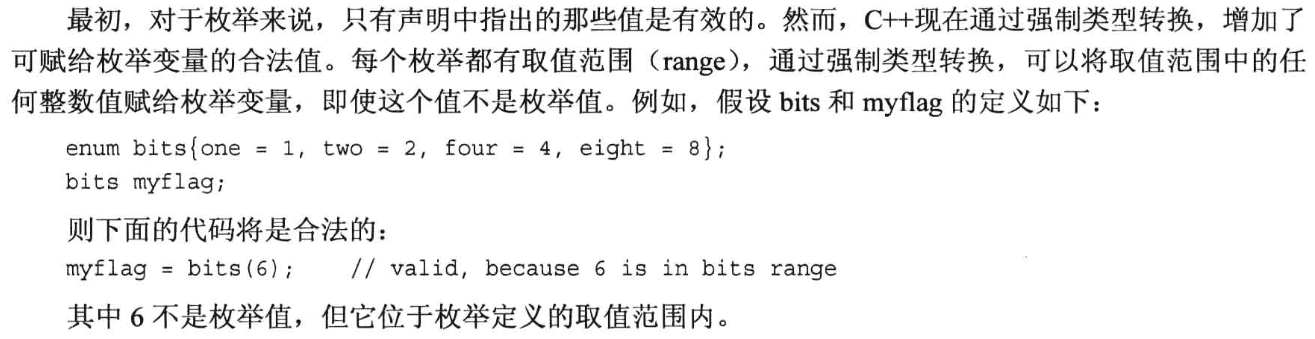 最初，对于枚举来说，只有声明中指出的那些值是有效的。然而，C++现在通过强制类型转换，增加了
可赋给枚举变量的合法值。每个枚举都有取值范围（range），通过强制类型转换，可以将取值范围中的任
何整数值赋给枚举变量，即使这个值不是枚举值。例如，假设 bits 和 myflag 的定义如下：
enum bits{one = 1, two = 2, four = 4, eight = 8};
bits myflag;
则下面的代码将是合法的：
myflag = bits(6);    // valid, because 6 is in bits range
其中 6 不是枚举值，但它位于枚举定义的取值范围内。